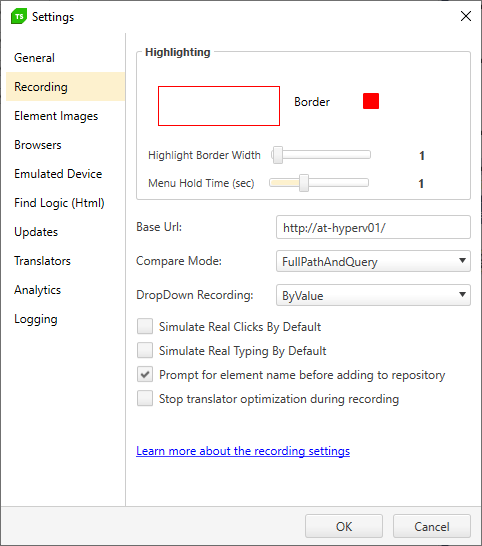 TS Settings
General
Recording
Element Images
Browsers
Emulated Device
Find Logic (Html)
Updates
Translators
Analytics
Logging
Highlighting
Border
Highlight Border Width 1
Menu Hold Time (sec) 1
Base Url: http://at-hyperv01/
Compare Mode: FullPathAndQuery
DropDown Recording: ByValue
Simulate Real Clicks By Default
Simulate Real Typing By Default
Prompt for element name before adding to repository
Stop translator optimization during recording
Learn more about the recording settings
OK Cancel